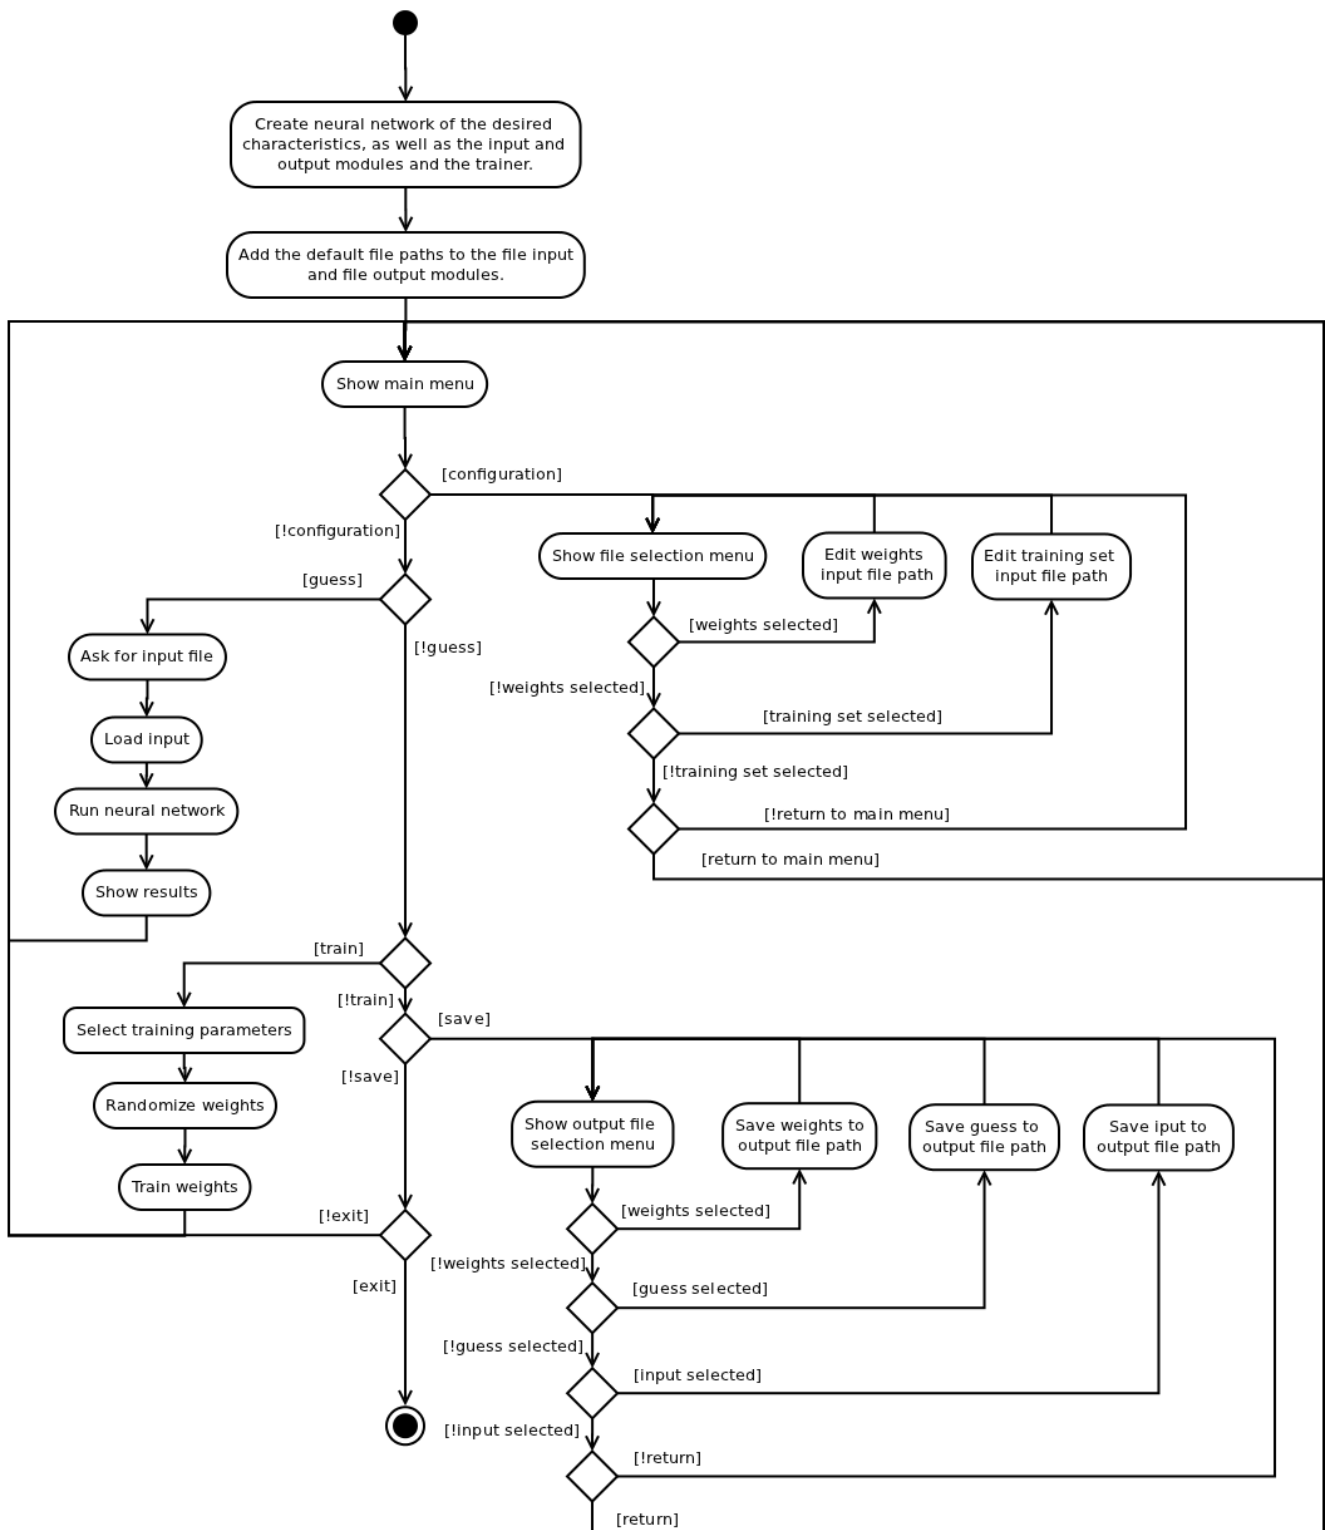 Create neural network of the desired
characteristics, as well as the input and
output modules and the trainer.
Add the default file paths to the file input
and file output modules.
Show main menu
[configuration]
[!configuration]
Show file selection menu
Edit weights
input file path
Edit training set
input file path
[guess]
[!guess]
[weights selected]
Ask for input file
[!weights selected]
[training set selected]
Load input
[!training set selected]
Run neural network
[!return to main menu]
[return to main menu]
Show results
[train]
[!train]
[save]
Select training parameters
[!save]
Randomize weights
Show output file
selection menu
Save weights to
output file path
Save guess to
output file path
Save iput to
output file path
Train weights
[!exit]
[weights selected]
[!weights selected]
[exit]
[guess selected]
[!guess selected]
[input selected]
[!input selected]
[!return]
[return]